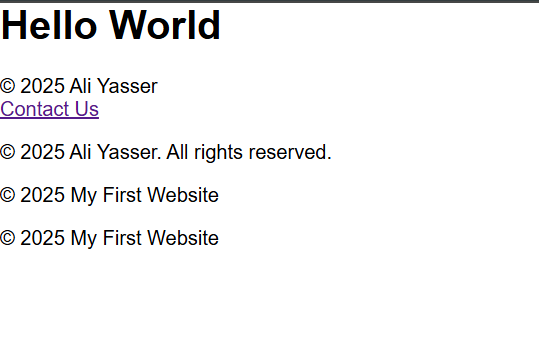 Hello World
© 2025 Ali Yasser
Contact Us
© 2025 Ali Yasser. All rights reserved.
© 2025 My First Website
© 2025 My First Website